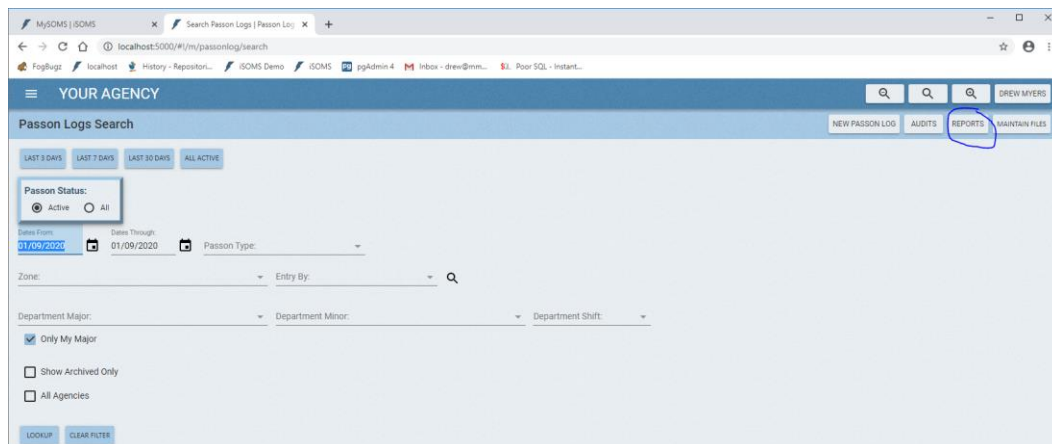 MySOMS | iSOMS
Search Passon Logs | Passon Log
localhost:5000/#!/m/passonlog/search
FogBugz localhost History - Repositori... iSOMS Demo iSOMS pgAdmin 4 Inbox - drew@mm... Poor SQL - Instant...
YOUR AGENCY DREW MYERS
Passon Logs Search NEW PASSON LOG AUDITS REPORTS MAINTAIN FILES
LAST 3 DAYS LAST 7 DAYS LAST 30 DAYS ALL ACTIVE
Passon Status:
Active All
Dates From: Dates Through:
01/09/2020 01/09/2020 Passon Type:
Zone: Entry By:
Department Major: Department Minor: Department Shift:
Only My Major
Show Archived Only
All Agencies
LOOKUP CLEAR FILTER